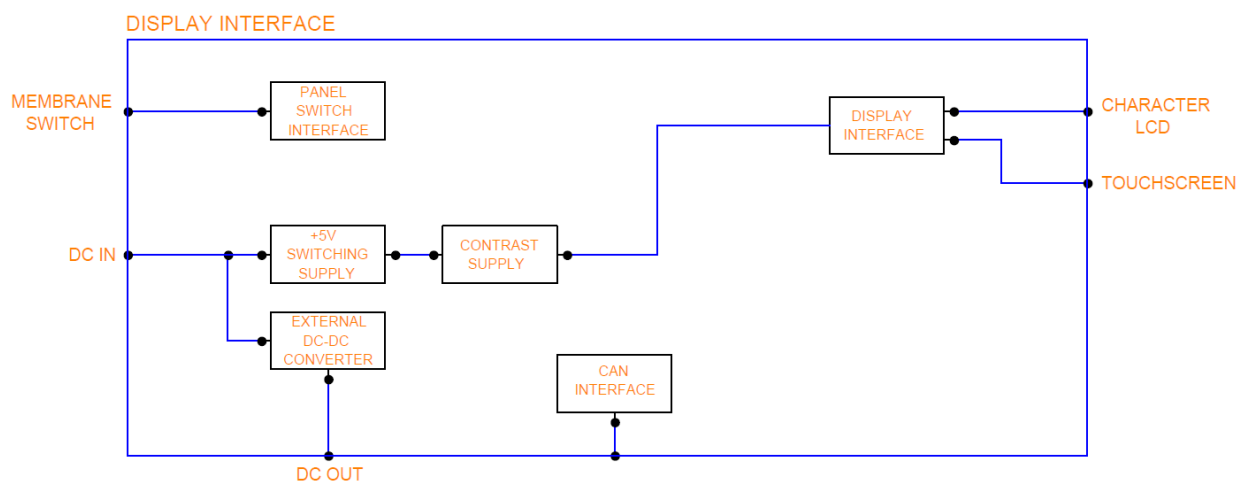 DISPLAY INTERFACE
MEMBRANE
SWITCH
PANEL
SWITCH
INTERFACE
DISPLAY
INTERFACE
CHARACTER
LCD
TOUCHSCREEN
DC IN
+5V
SWITCHING
SUPPLY
CONTRAST
SUPPLY
EXTERNAL
DC-DC
CONVERTER
CAN
INTERFACE
DC OUT